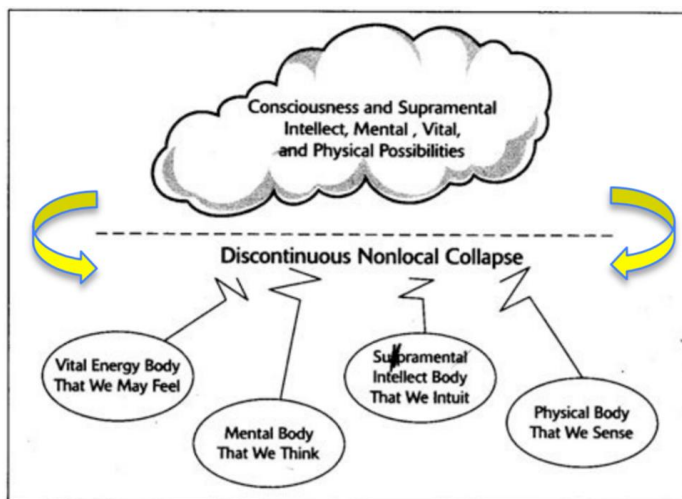 Consciousness and Supramental
Intellect, Mental , Vital,
and Physical Possibilities
Discontinuous Nonlocal Collapse
Vital Energy Body
That We May Feel
Mental Body
That We Think
Supramental
Intellect Body
That We Intuit
Physical Body
That We Sense